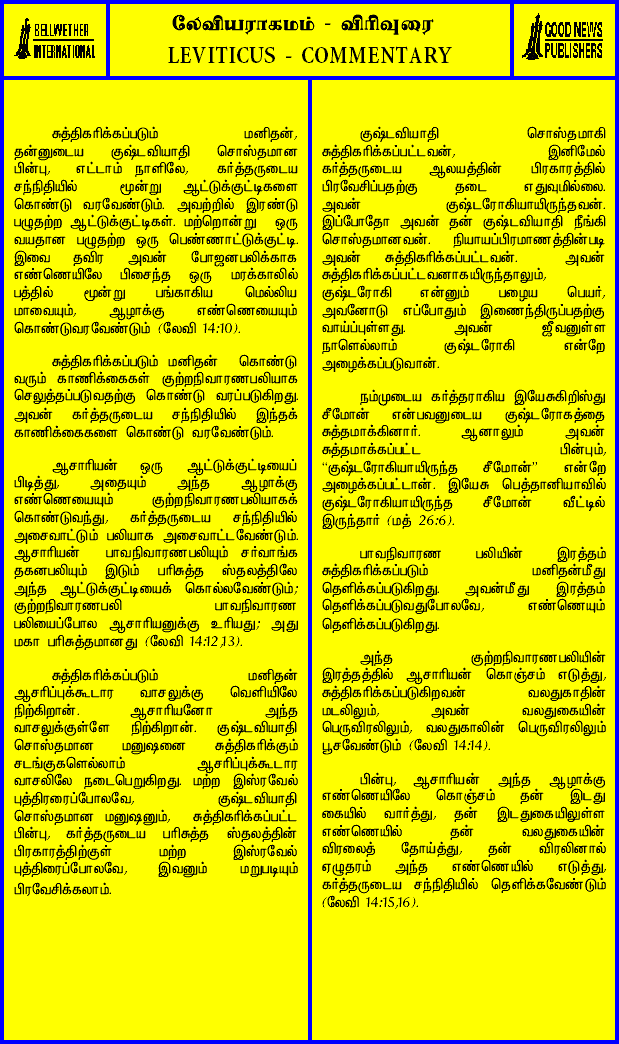 BELLWETHER
INTERNATIONAL
லேவியராகமம் - விரிவுரை
LEVITICUS - COMMENTARY
GOOD NEWS
PUBLISHERS
சுத்திகரிக்கப்படும் மனிதன்,
தன்னுடைய குஷ்டவியாதி சொஸ்தமான
பின்பு, எட்டாம் நாளிலே, கர்த்தருடைய
சந்நிதியில் மூன்று ஆட்டுக்குட்டிகளை
கொண்டு வரவேண்டும். அவற்றில் இரண்டு
பழுதற்ற ஆட்டுக்குட்டிகள். மற்றொன்று ஒரு
வயதான பழுதற்ற ஒரு பெண்ணாட்டுக்குட்டி.
இவை தவிர அவன் போஜனபலிக்காக
எண்ணெயிலே பிசைந்த ஒரு மரக்காலில்
பத்தில் மூன்று பங்காகிய மெல்லிய
மாவையும், ஆழாக்கு எண்ணெயையும்
கொண்டுவரவேண்டும் (லேவி 14:10).
சுத்திகரிக்கப்படும் மனிதன் கொண்டு
வரும் காணிக்கைகள் குற்றநிவாரணபலியாக
செலுத்தப்படுவதற்கு கொண்டு வரப்படுகிறது.
அவன் கர்த்தருடைய சந்நிதியில் இந்தக்
காணிக்கைகளை கொண்டு வரவேண்டும்.
ஆசாரியன் ஒரு ஆட்டுக்குட்டியைப்
பிடித்து, அதையும் அந்த ஆழாக்கு
எண்ணெயையும் குற்றநிவாரணபலியாகக்
கொண்டுவந்து, கர்த்தருடைய சந்நிதியில்
அசைவாட்டும் பலியாக அசைவாட்டவேண்டும்.
ஆசாரியன் பாவநிவாரணபலியும் சர்வாங்க
தகனபலியும் இடும் பரிசுத்த ஸ்தலத்திலே
அந்த ஆட்டுக்குட்டியைக் கொல்லவேண்டும்;
குற்றநிவாரணபலி பாவநிவாரண
பலியைப்போல ஆசாரியனுக்கு உரியது; அது
மகா பரிசுத்தமானது (லேவி 14:12,13).
சுத்திகரிக்கப்படும் மனிதன்
ஆசரிப்புக்கூடார வாசலுக்கு வெளியிலே
நிற்கிறான். ஆசாரியனோ அந்த
வாசலுக்குள்ளே நிற்கிறான். குஷ்டவியாதி
சொஸ்தமான மனுஷனை சுத்திகரிக்கும்
சடங்குகளெல்லாம் ஆசரிப்புக்கூடார
வாசலிலே நடைபெறுகிறது. மற்ற இஸ்ரவேல்
புத்திரரைப்போலவே, குஷ்டவியாதி
சொஸ்தமான மனுஷனும், சுத்திகரிக்கப்பட்ட
பின்பு, கர்த்தருடைய பரிசுத்த ஸ்தலத்தின்
பிரகாரத்திற்குள் மற்ற இஸ்ரவேல்
புத்திரைப்போலவே, இவனும் மறுபடியும்
பிரவேசிக்கலாம்.
குஷ்டவியாதி சொஸ்தமாகி
சுத்திகரிக்கப்பட்டவன், இனிமேல்
கர்த்தருடைய ஆலயத்தின் பிரகாரத்தில்
பிரவேசிப்பதற்கு தடை எதுவுமில்லை.
அவன் குஷ்டரோகியாயிருந்தவன்.
இப்போதோ அவன் தன் குஷ்டவியாதி நீங்கி
சொஸ்தமானவன். நியாயப்பிரமாணத்தின்படி
அவன் சுத்திகரிக்கப்பட்டவன். அவன்
சுத்திகரிக்கப்பட்டவனாகயிருந்தாலும்,
குஷ்டரோகி என்னும் பழைய பெயர்,
அவனோடு எப்போதும் இணைந்திருப்பதற்கு
வாய்ப்புள்ளது. அவன் ஜீவனுள்ள
நாளெல்லாம் குஷ்டரோகி என்றே
அழைக்கப்படுவான்.
நம்முடைய கர்த்தராகிய இயேசுகிறிஸ்து
சீமோன் என்பவனுடைய குஷ்டரோகத்தை
சுத்தமாக்கினார். ஆனாலும் அவன்
சுத்தமாக்கப்பட்ட பின்பும்,
“குஷ்டரோகியாயிருந்த சீமோன்” என்றே
அழைக்கப்பட்டான். இயேசு பெத்தானியாவில்
குஷ்டரோகியாயிருந்த சீமோன் வீட்டில்
இருந்தார் (மத் 26:6).
பாவநிவாரண பலியின் இரத்தம்
சுத்திகரிக்கப்படும் மனிதன்மீது
தெளிக்கப்படுகிறது. அவன்மீது இரத்தம்
தெளிக்கப்படுவதுபோலவே, எண்ணெயும்
தெளிக்கப்படுகிறது.
அந்த குற்றநிவாரணபலியின்
இரத்தத்தில் ஆசாரியன் கொஞ்சம் எடுத்து,
சுத்திகரிக்கப்படுகிறவன் வலதுகாதின்
மடலிலும், அவன் வலதுகையின்
பெருவிரலிலும், வலதுகாலின் பெருவிரலிலும்
பூசவேண்டும் (லேவி 14:14).
பின்பு, ஆசாரியன் அந்த ஆழாக்கு
எண்ணெயிலே கொஞ்சம் தன் இடது
கையில் வார்த்து, தன் இடதுகையிலுள்ள
எண்ணெயில் தன் வலதுகையின்
விரலைத் தோய்த்து, தன் விரலினால்
ஏழுதரம் அந்த எண்ணெயில் எடுத்து,
கர்த்தருடைய சந்நிதியில் தெளிக்கவேண்டும்
(லேவி 14:15,16).